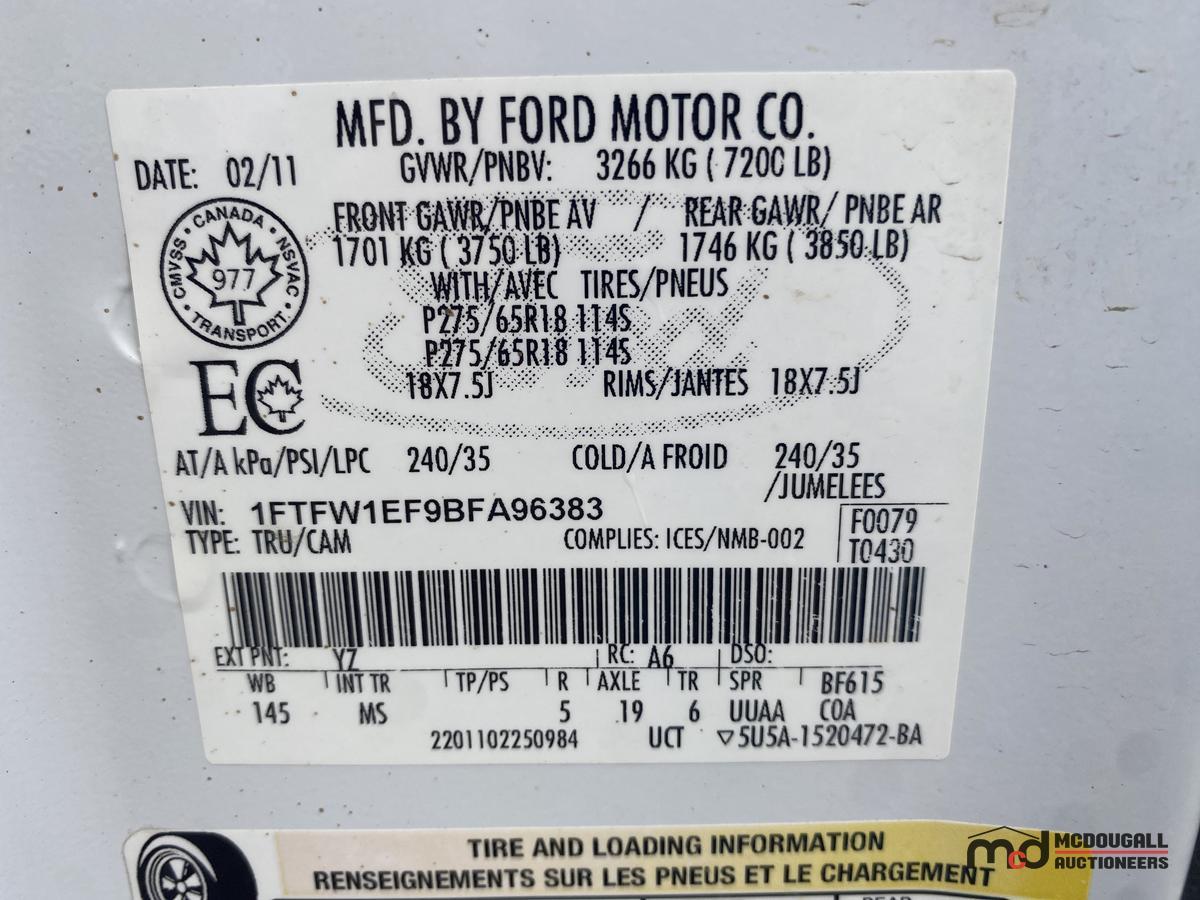 MFD. BY FORD MOTOR CO.
DATE: 02/11 GVWR/PNBV: 3266 KG ( 7200 LB)
FRONT GAWR/PNBE AV / REAR GAWR/ PNBE AR
1701 KG ( 3750 LB) 1746 KG ( 3850 LB)
WITH/AVEC TIRES/PNEUS
P275/65R18 114S
P275/65R18 114S
18X7.5J RIMS/JANTES 18X7.5J
CANADA
CMVSS NSVAC
977
TRANSPORT
EC
AT/A kPa/PSI/LPC 240/35 COLD/A FROID 240/35
/JUMELEES
VIN: 1FTFW1EF9BFA96383
F0079
TYPE: TRU/CAM COMPLIES: ICES/NMB-002 T0430
EXT PNT: YZ RC: A6 DSO:
WB INT TR TP/PS R AXLE TR SPR BF615
145 MS 5 19 6 UUAA COA
2201102250984 UCT ▽5U5A-1520472-BA
TIRE AND LOADING INFORMATION
RENSEIGNEMENTS SUR LES PNEUS ET LE CHARGEMENT
mcd MCDOUGALL
AUCTIONEERS